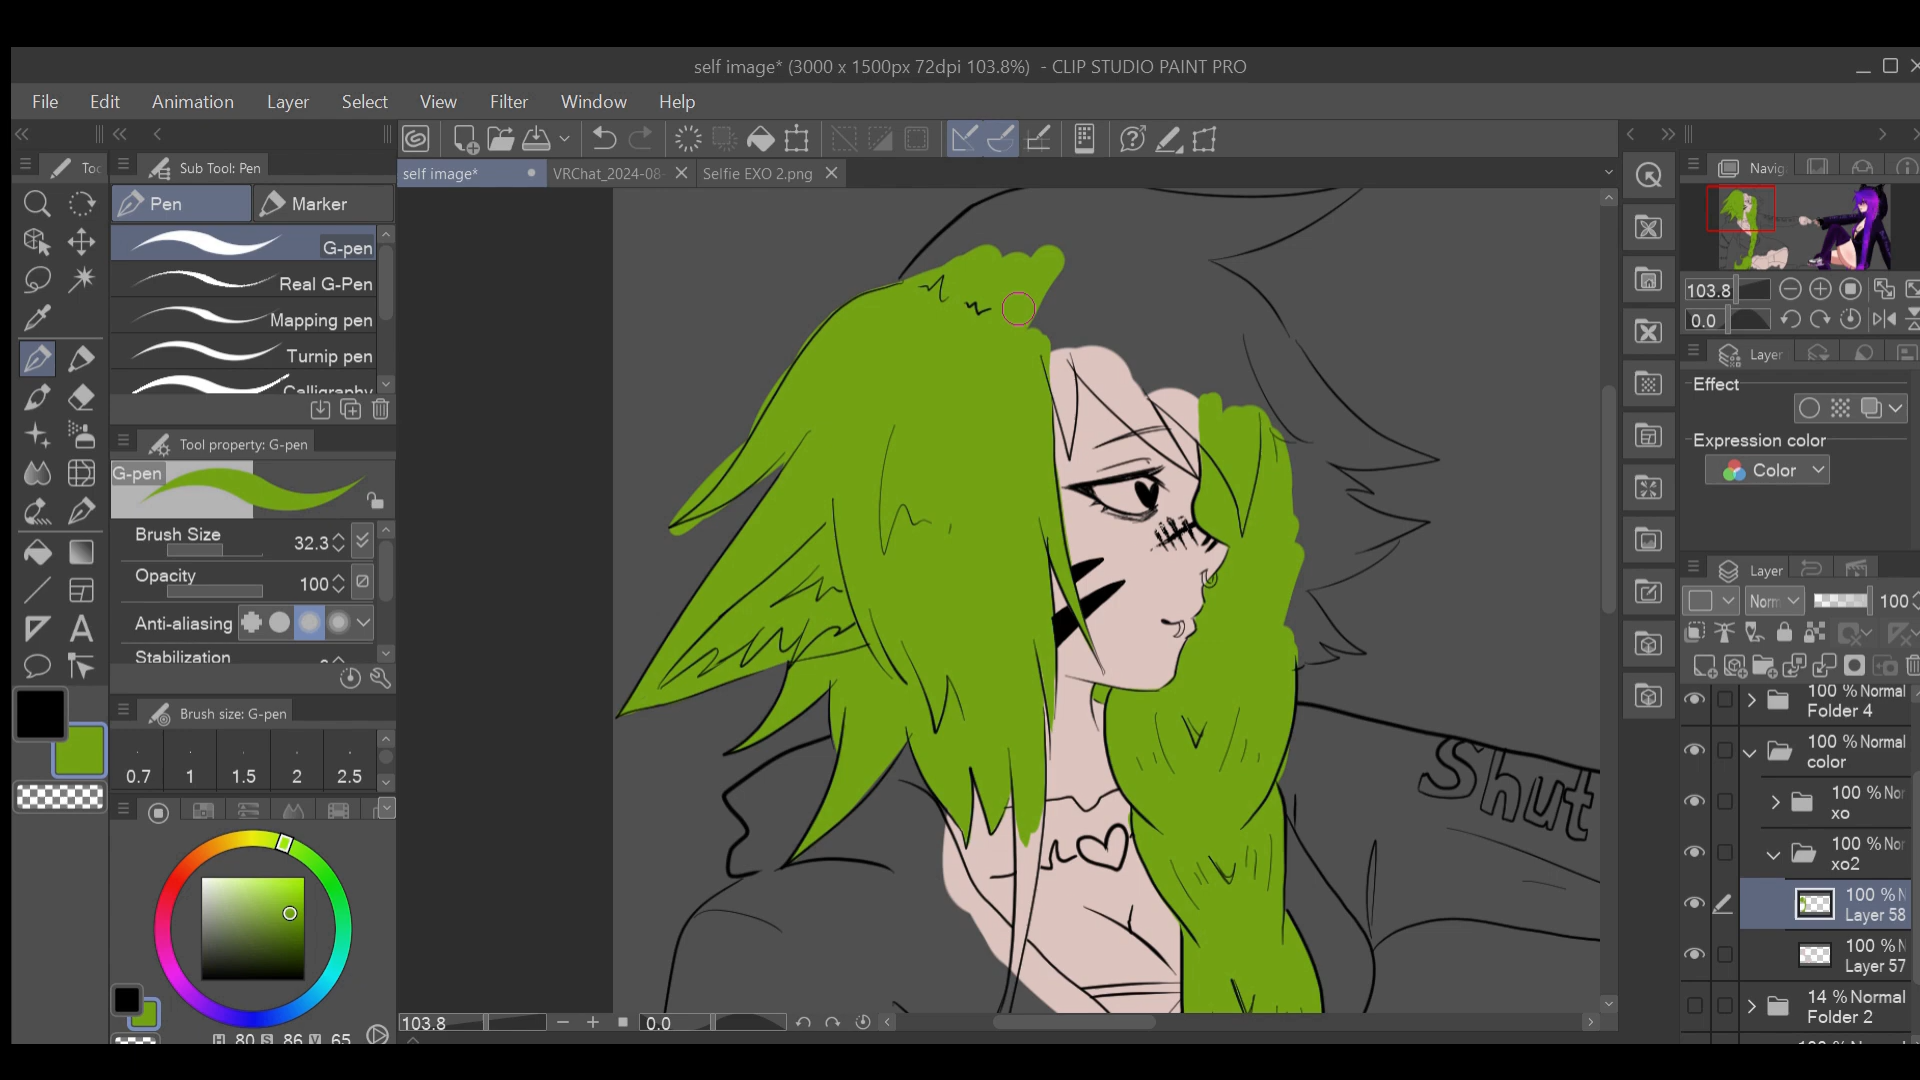 self image* (3000 x 1500px 72dpi 103.8%) - CLIP STUDIO PAINT PRO
File Edit Animation Layer Select View Filter Window Help
Sub Tool: Pen
self image* VRChat_2024-08- Selfie EXO 2.png
Navig
Pen Marker
G-pen
Real G-Pen
Mapping pen
Turnip pen
Calligraphy
Tool property: G-pen
G-pen
Brush Size 32.3
Opacity 100
Anti-aliasing
Stabilization
Brush size: G-pen
0.7 1 1.5 2 2.5
H 80 S 86 V 65
Shut
103.8 0.0
103.8
0.0
Layer
Effect
Expression color
Color
Layer
Norm 100
100 % Normal
Folder 4
100 % Normal
color
100 % Nor
xo
100 % Nor
xo2
100 % N
Layer 58
100 % N
Layer 57
14 % Normal
Folder 2